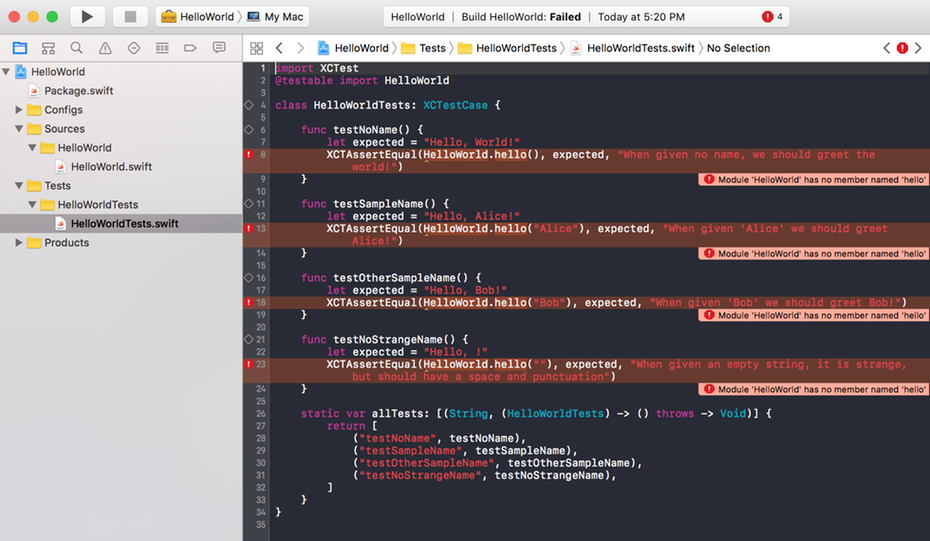 HelloWorld 〉 My Mac
HelloWorld | Build HelloWorld: Failed | Today at 5:20 PM 4
HelloWorld 〉 Tests 〉 HelloWorldTests 〉 HelloWorldTests.swift 〉 No Selection
HelloWorld
Package.swift
Configs
Sources
HelloWorld
HelloWorld.swift
Tests
HelloWorldTests
HelloWorldTests.swift
Products
1 import XCTest
2 @testable import HelloWorld
3
4 class HelloWorldTests: XCTestCase {
5
6 func testNoName() {
7 let expected = "Hello, World!"
8 XCTAssertEqual(HelloWorld.hello(), expected, "When given no name, we should greet the
world!")
Module 'HelloWorld' has no member named 'hello'
9 }
10
11 func testSampleName() {
12 let expected = "Hello, Alice!"
13 XCTAssertEqual(HelloWorld.hello("Alice"), expected, "When given 'Alice' we should greet
Alice!")
Module 'HelloWorld' has no member named 'hello'
14 }
15
16 func testOtherSampleName() {
17 let expected = "Hello, Bob!"
18 XCTAssertEqual(HelloWorld.hello("Bob"), expected, "When given 'Bob' we should greet Bob!")
19 } Module 'HelloWorld' has no member named 'hello'
20
21 func testNoStrangeName() {
22 let expected = "Hello, !"
23 XCTAssertEqual(HelloWorld.hello(""), expected, "When given an empty string, it is strange,
but should have a space and punctuation")
24 } Module 'HelloWorld' has no member named 'hello'
25
26 static var allTests: [(String, (HelloWorldTests) -> () throws -> Void)] {
27 return [
28 ("testNoName", testNoName),
29 ("testSampleName", testSampleName),
30 ("testOtherSampleName", testOtherSampleName),
31 ("testNoStrangeName", testNoStrangeName),
32 ]
33 }
34 }
35